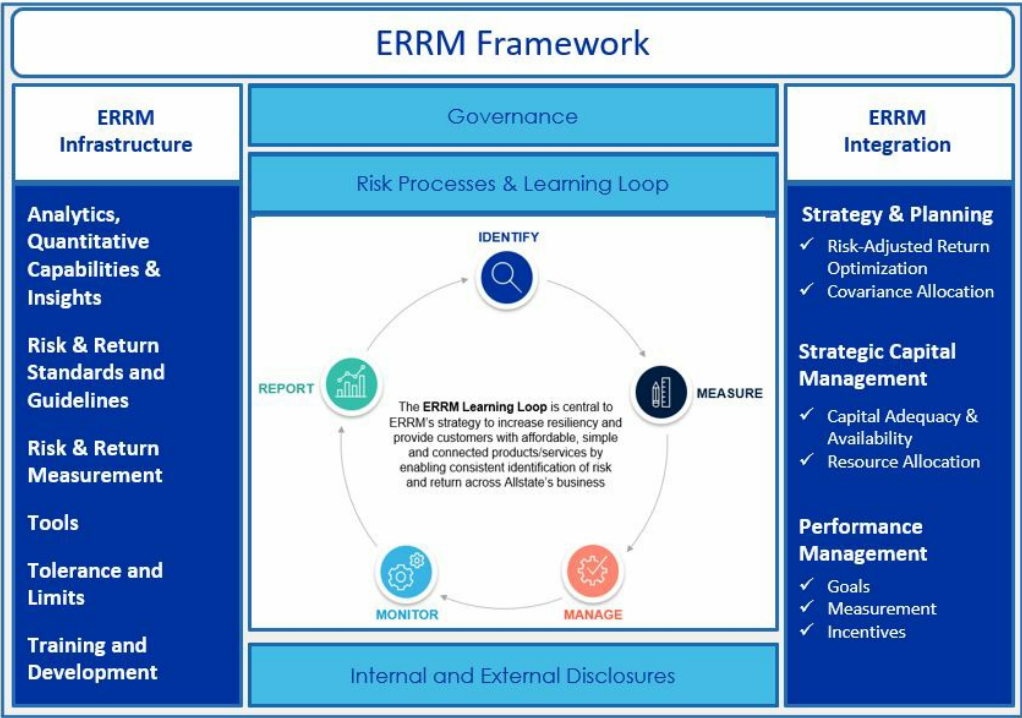 ERRM Framework
ERRM
Infrastructure
Analytics,
Quantitative
Capabilities &
Insights
Risk & Return
Standards and
Guidelines
Risk & Return
Measurement
Tools
Tolerance and
Limits
Training and
Development
Governance
Risk Processes & Learning Loop
IDENTIFY
MEASURE
MANAGE
MONITOR
REPORT
The ERRM Learning Loop is central to
ERRM's strategy to increase resiliency and
provide customers with affordable, simple
and connected products/services by
enabling consistent identification of risk
and return across Allstate's business
Internal and External Disclosures
ERRM
Integration
Strategy & Planning
✓ Risk-Adjusted Return
Optimization
✓ Covariance Allocation
Strategic Capital
Management
✓ Capital Adequacy &
Availability
✓ Resource Allocation
Performance
Management
✓ Goals
✓ Measurement
✓ Incentives